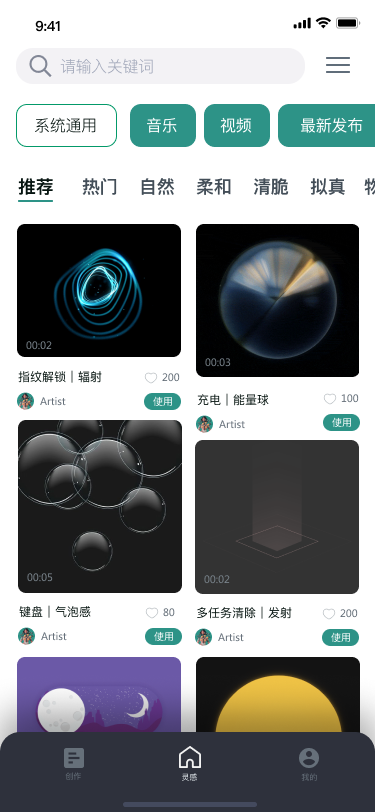 9:41
请输入关键词
系统通用 音乐 视频 最新发布
推荐 热门 自然 柔和 清脆 拟真 物
00:02
00:03
指纹解锁｜辐射 200
Artist 使用
充电｜能量球 100
Artist 使用
00:05
00:02
键盘｜气泡感 80
Artist 使用
多任务清除｜发射 200
Artist 使用
创作 灵感 我的